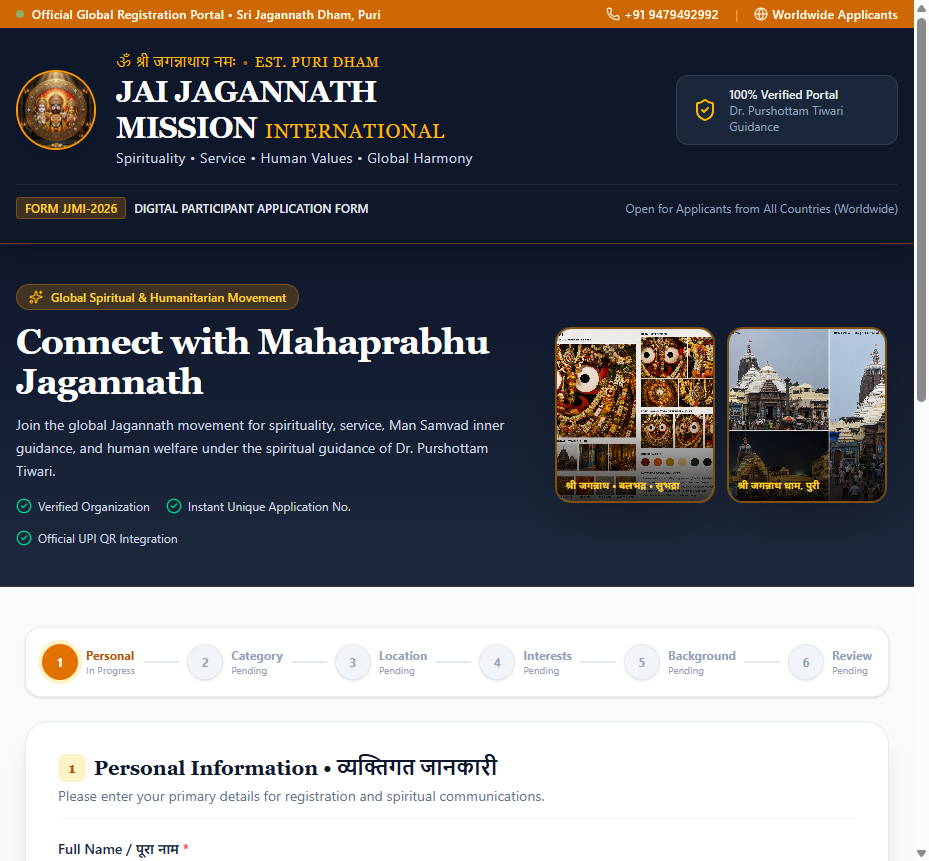 Official Global Registration Portal • Sri Jagannath Dham, Puri
+91 9479492992 | Worldwide Applicants
ॐ श्री जगन्नाथाय नमः • EST. PURI DHAM
JAI JAGANNATH
MISSION INTERNATIONAL
Spirituality • Service • Human Values • Global Harmony
100% Verified Portal
Dr. Purshottam Tiwari
Guidance
FORM JJMI-2026 DIGITAL PARTICIPANT APPLICATION FORM
Open for Applicants from All Countries (Worldwide)
Global Spiritual & Humanitarian Movement
Connect with Mahaprabhu
Jagannath
Join the global Jagannath movement for spirituality, service, Man Samvad inner
guidance, and human welfare under the spiritual guidance of Dr. Purshottam
Tiwari.
Verified Organization
Instant Unique Application No.
Official UPI QR Integration
श्री जगन्नाथ • बलभद्र • सुभद्रा
श्री जगन्नाथ धाम, पुरी
1 Personal
In Progress
2 Category
Pending
3 Location
Pending
4 Interests
Pending
5 Background
Pending
6 Review
Pending
1 Personal Information • व्यक्तिगत जानकारी
Please enter your primary details for registration and spiritual communications.
Full Name / पूरा नाम *